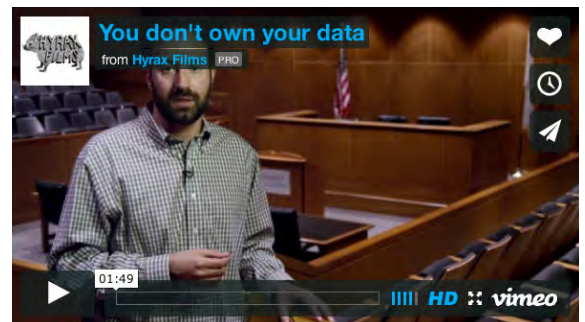 HYRAX
FILMS
You don't own your data
from Hyrax Films PRO
01:49
HD
vimeo